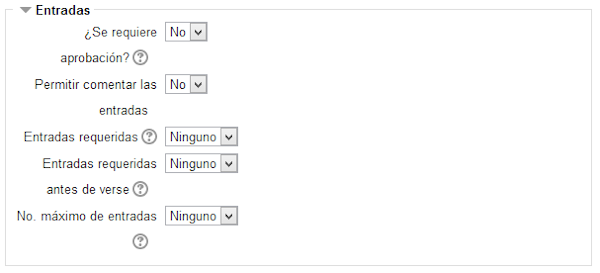 Entradas
¿Se requiere No
aprobación? ?
Permitir comentar las No
entradas
Entradas requeridas ? Ninguno
Entradas requeridas Ninguno
antes de verse ?
No. máximo de entradas Ninguno
?